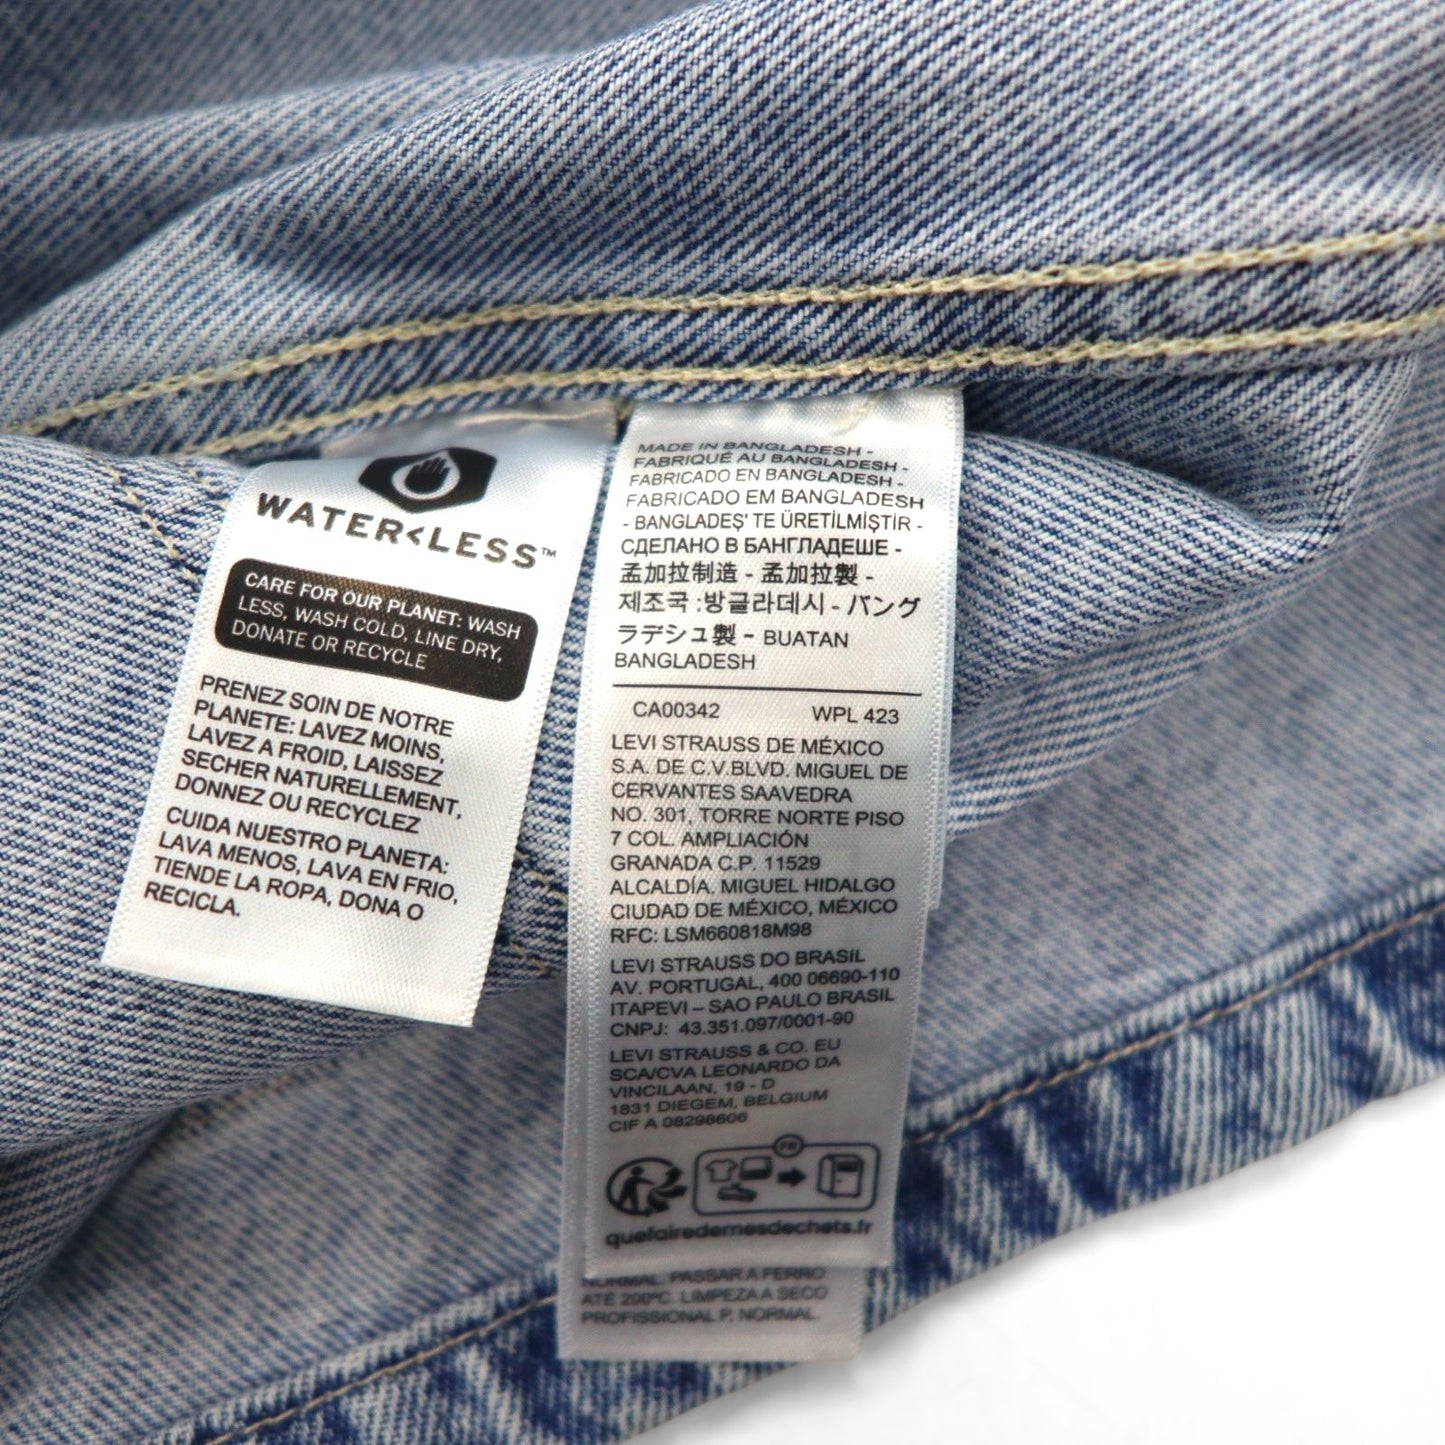 WATER<LESS™
CARE FOR OUR PLANET: WASH
LESS, WASH COLD, LINE DRY,
DONATE OR RECYCLE
PRENEZ SOIN DE NOTRE
PLANETE: LAVEZ MOINS,
LAVEZ A FROID, LAISSEZ
SECHER NATURELLEMENT,
DONNEZ OU RECYCLEZ
CUIDA NUESTRO PLANETA:
LAVA MENOS, LAVA EN FRIO,
TIENDE LA ROPA, DONA O
RECICLA.
MADE IN BANGLADESH -
FABRIQUÉ AU BANGLADESH -
FABRICADO EN BANGLADESH -
FABRICADO EM BANGLADESH
- BANGLADEŞ' TE ÜRETİLMİŞTİR -
СДЕЛАНО В БАНГЛАДЕШЕ -
孟加拉制造 - 孟加拉製 -
제조국 :방글라데시 - バング
ラデシュ製 - BUATAN
BANGLADESH
CA00342 WPL 423
LEVI STRAUSS DE MÉXICO
S.A. DE C.V.BLVD. MIGUEL DE
CERVANTES SAAVEDRA
NO. 301, TORRE NORTE PISO
7 COL. AMPLIACIÓN
GRANADA C.P. 11529
ALCALDÍA. MIGUEL HIDALGO
CIUDAD DE MÉXICO, MÉXICO
RFC: LSM660818M98
LEVI STRAUSS DO BRASIL
AV. PORTUGAL, 400 06690-110
ITAPEVI – SAO PAULO BRASIL
CNPJ: 43.351.097/0001-90
LEVI STRAUSS & CO. EU
SCA/CVA LEONARDO DA
VINCILAAN, 19 - D
1831 DIEGEM, BELGIUM
CIF A 08298606
FR
quefairedemesdechets.fr
NORMAL. PASSAR A FERRO
ATÉ 200ºC. LIMPEZA A SECO
PROFISSIONAL P, NORMAL.